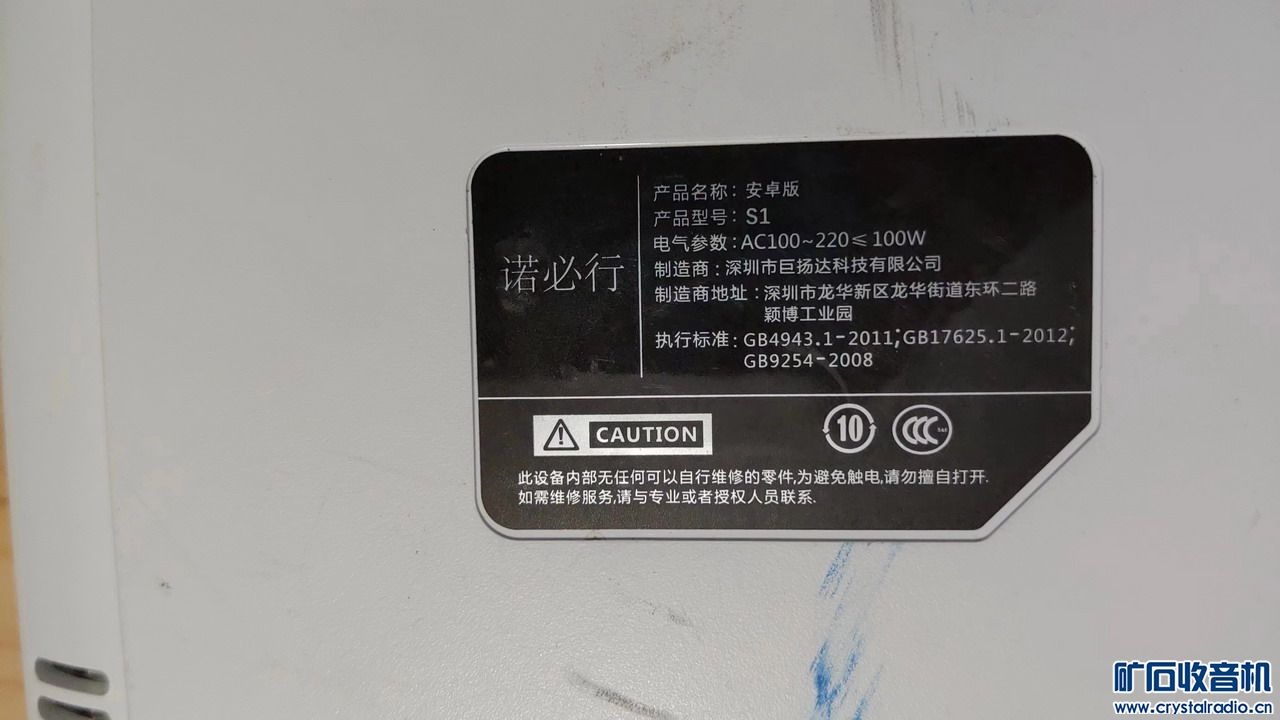 诺必行
产品名称：安卓版
产品型号：S1
电气参数：AC100~220≤100W
制造商：深圳市巨扬达科技有限公司
制造商地址：深圳市龙华新区龙华街道东环二路
颖博工业园
执行标准：GB4943.1-2011;GB17625.1-2012;
GB9254-2008
CAUTION
10
CCC
此设备内部无任何可以自行维修的零件,为避免触电,请勿擅自打开.
如需维修服务,请与专业或者授权人员联系.
矿石收音机
www.crystalradio.cn